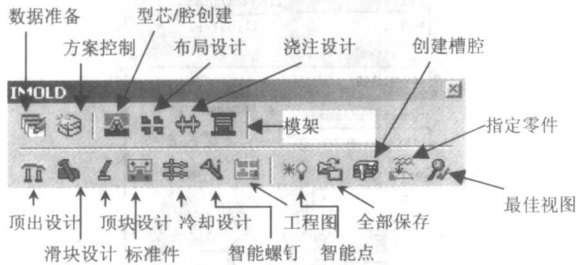 数据准备 型芯/腔创建
方案控制 布局设计 浇注设计 创建槽腔
IMOLD
模架 指定零件
最佳视图
顶出设计 顶块设计 冷却设计 工程图 全部保存
滑块设计 标准件 智能螺钉 智能点